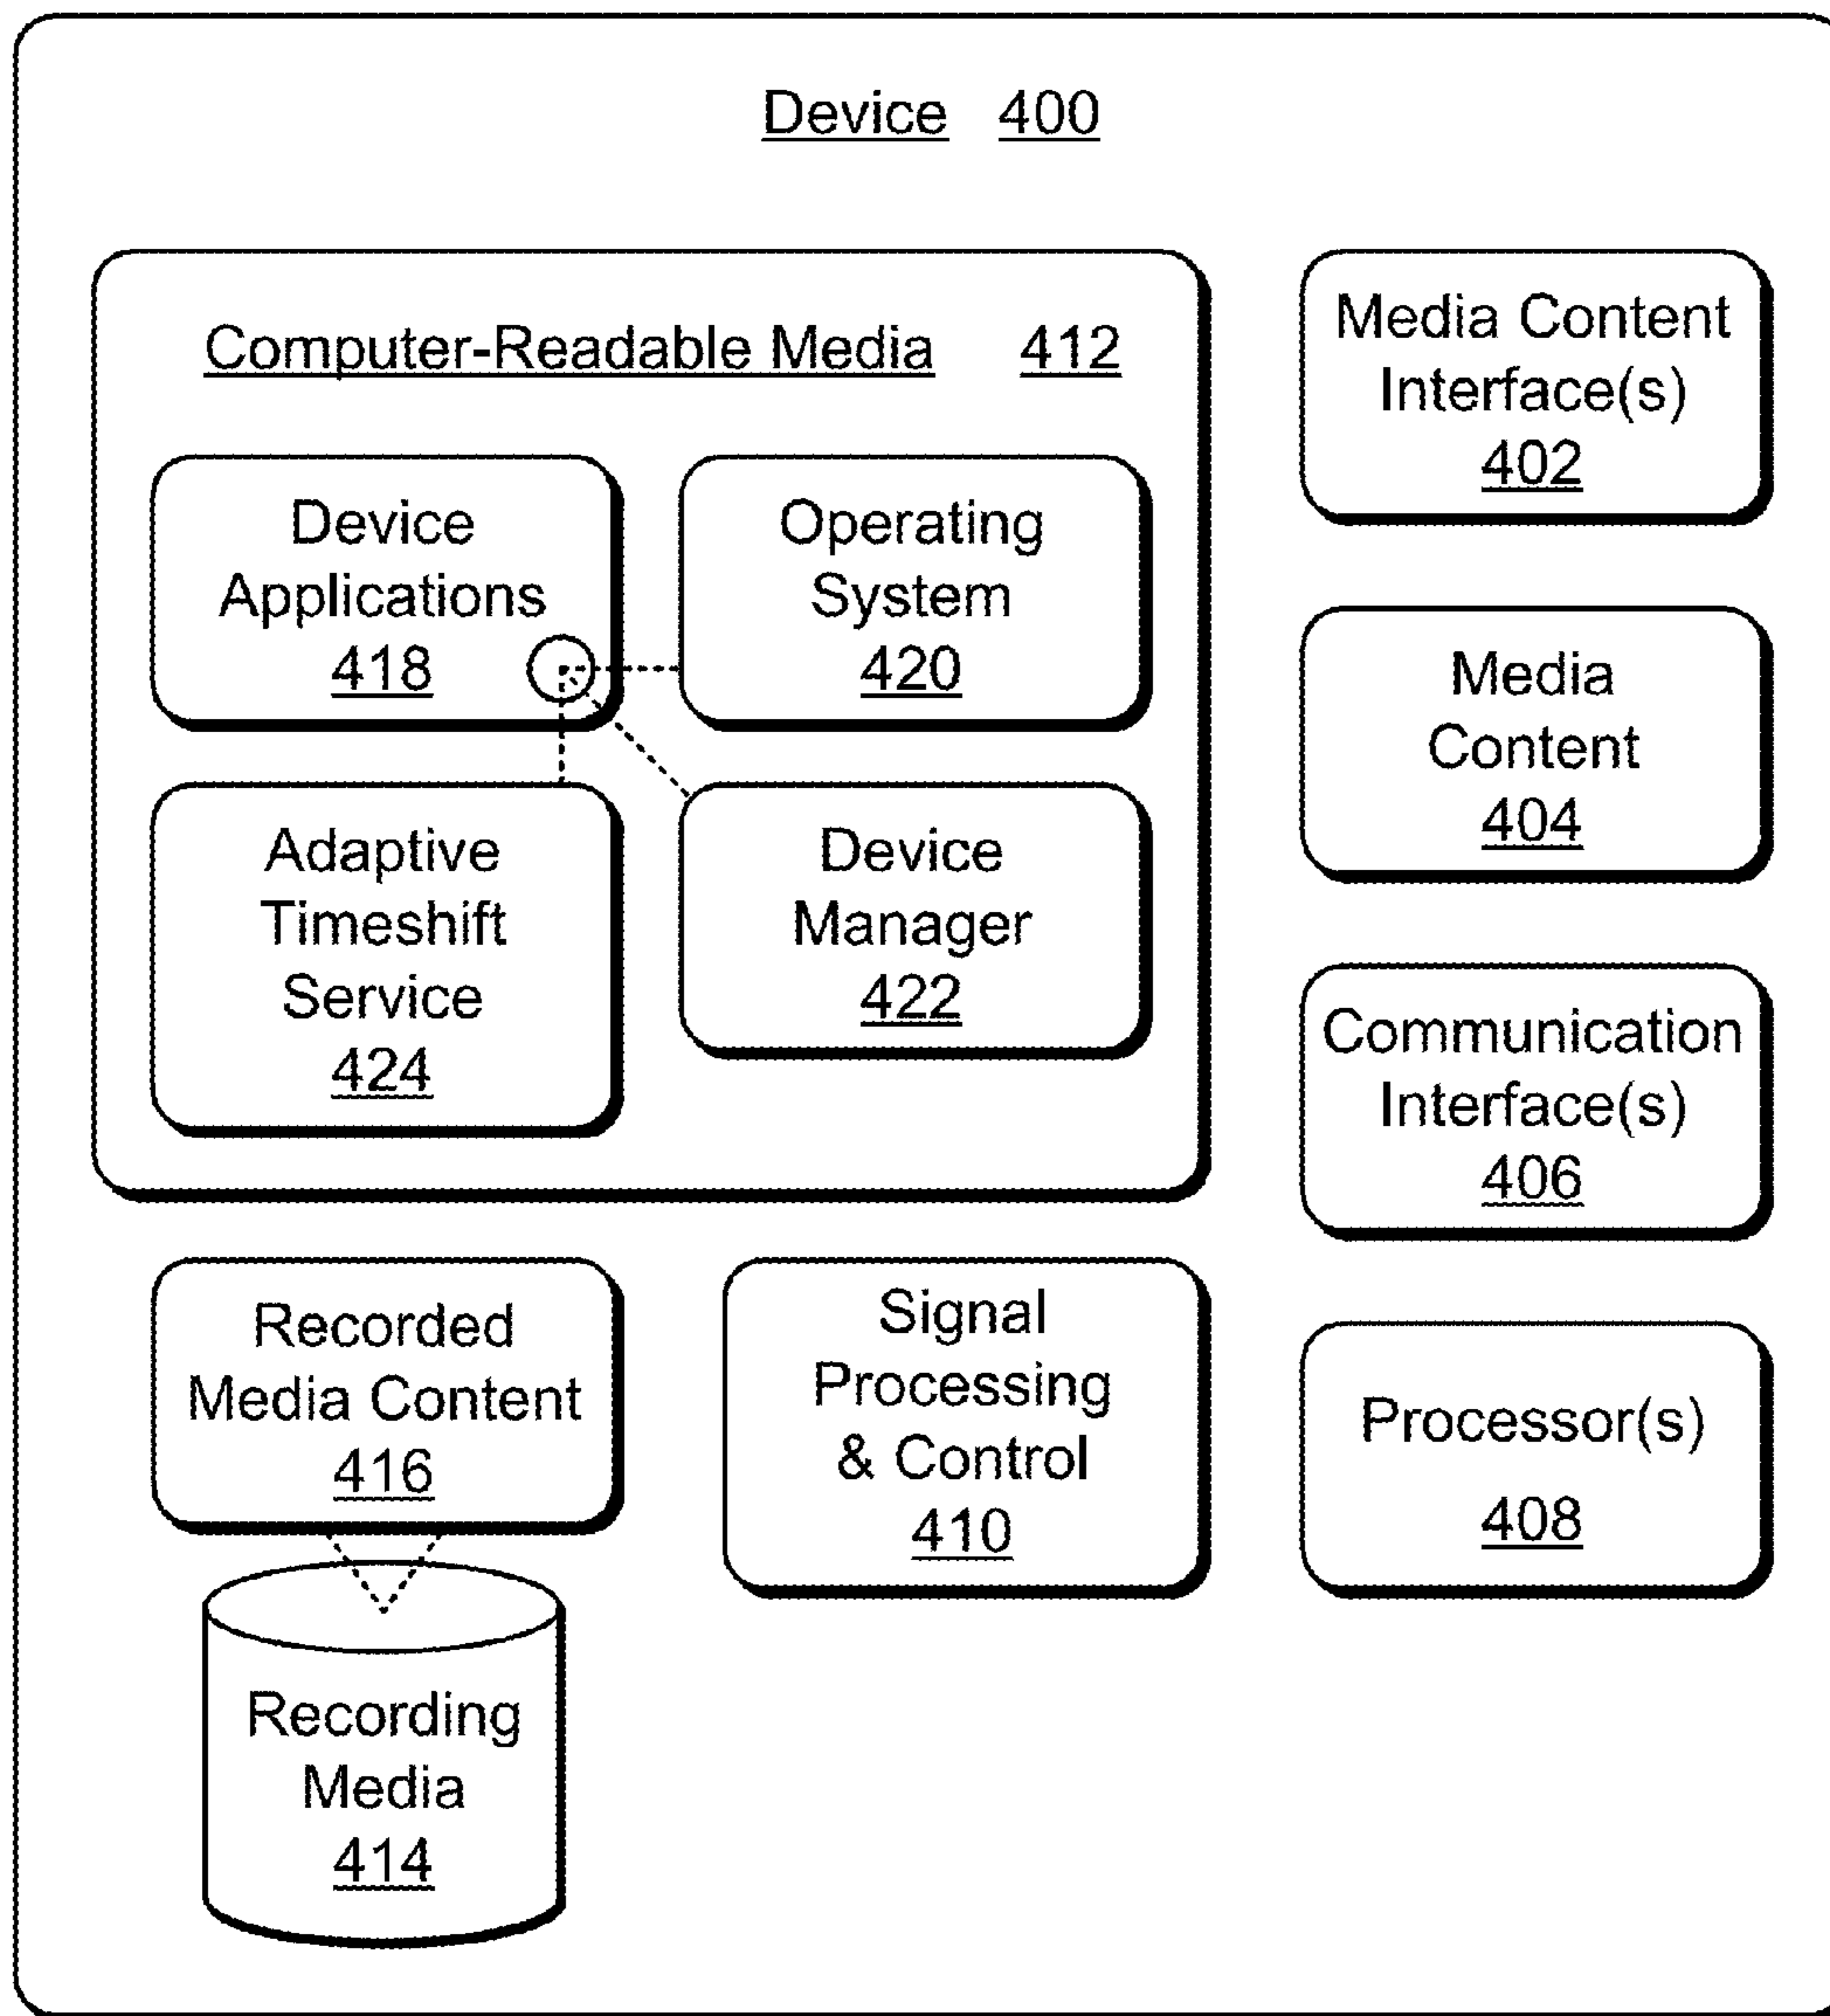 Device 400
Computer-Readable Media 412
Device
Applications
418
Operating
System
420
Adaptive
Timeshift
Service
424
Device
Manager
422
Media Content
Interface(s)
402
Media
Content
404
Communication
Interface(s)
406
Processor(s)
408
Recorded
Media Content
416
Signal
Processing
& Control
410
Recording
Media
414